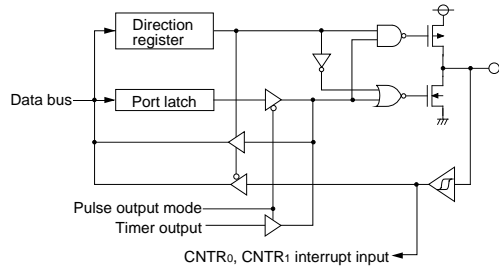 Direction
register
Data bus
Port latch
Pulse output mode
Timer output
CNTR0, CNTR1 interrupt input